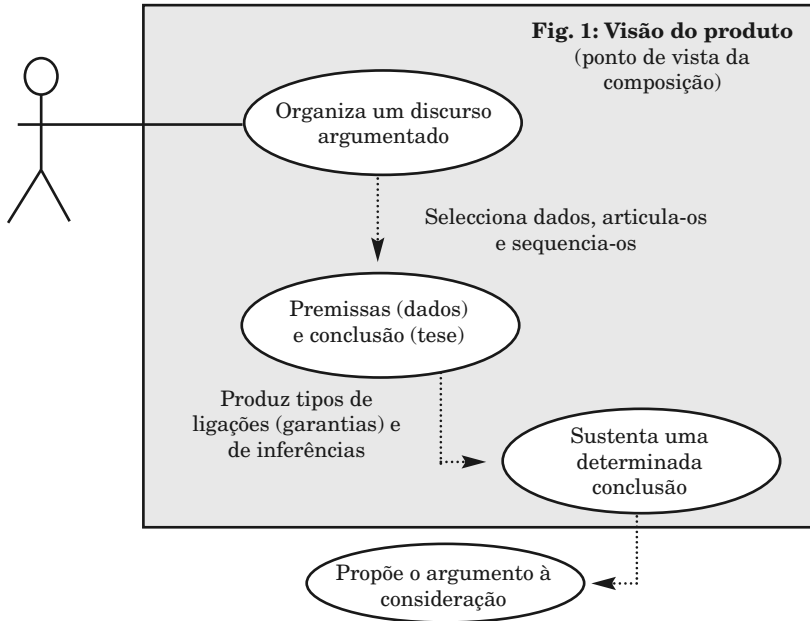 Fig. 1: Visão do produto
(ponto de vista da
composição)
Organiza um discurso
argumentado
Selecciona dados, articula-os
e sequencia-os
Premissas (dados)
e conclusão (tese)
Produz tipos de
ligações (garantias) e
de inferências
Sustenta uma
determinada
conclusão
Propõe o argumento à
consideração